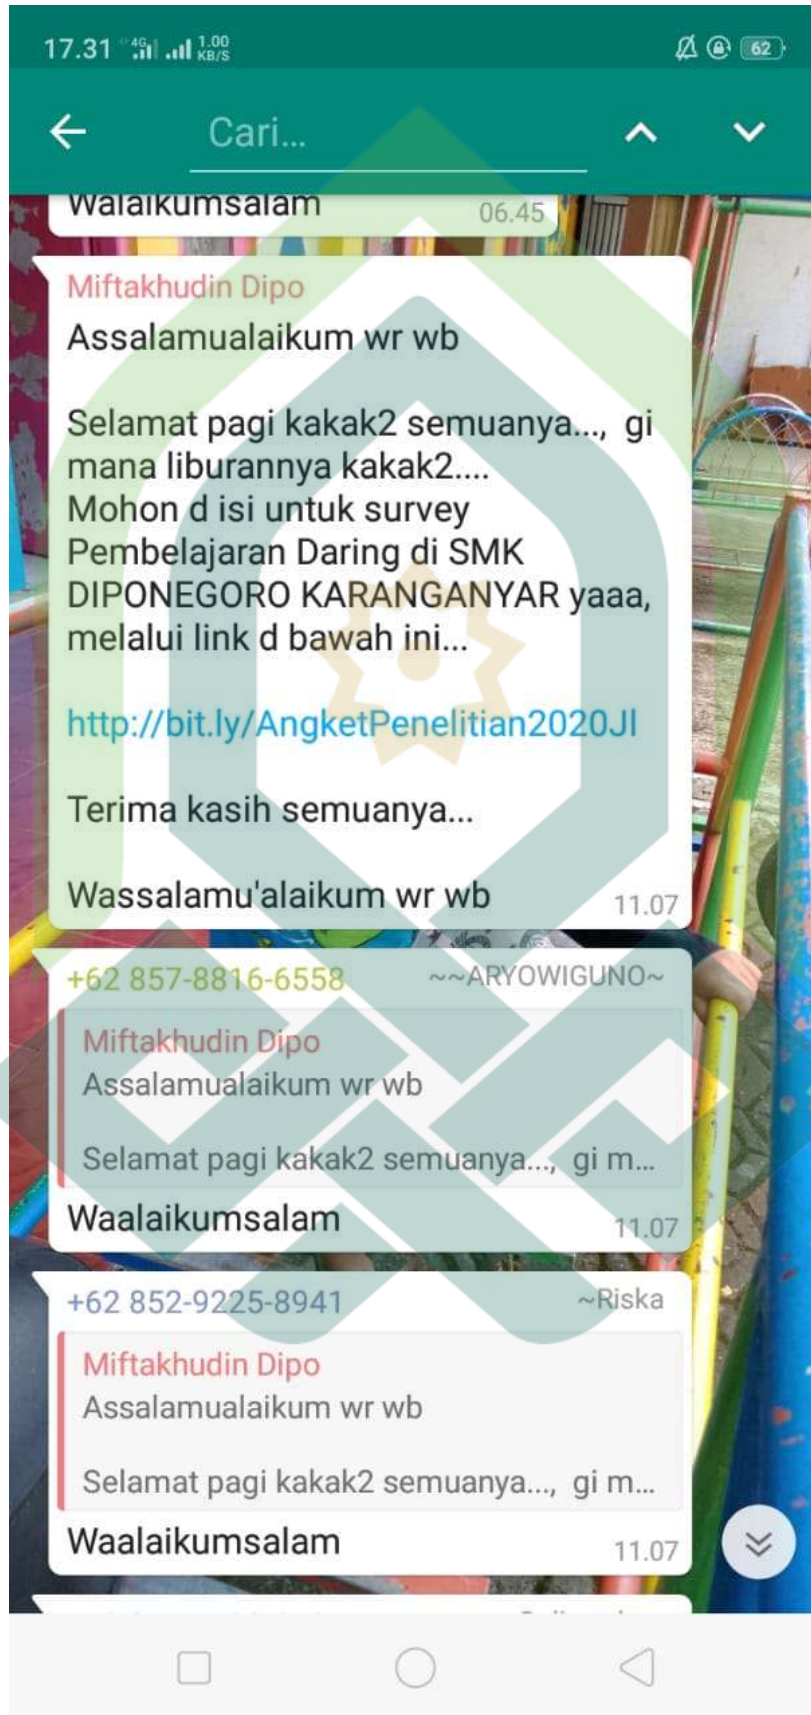 17.31 4G 1.00 KB/S 62
Cari...
Walaikumsalam 06.45
Miftakhudin Dipo
Assalamualaikum wr wb
Selamat pagi kakak2 semuanya..., gi
mana liburannya kakak2....
Mohon d isi untuk survey
Pembelajaran Daring di SMK
DIPONEGORO KARANGANYAR yaaa,
melalui link d bawah ini...
http://bit.ly/AngketPenelitian2020Jl
Terima kasih semuanya...
Wassalamu'alaikum wr wb 11.07
+62 857-8816-6558 ~~ARYOWIGUNO~
Miftakhudin Dipo
Assalamualaikum wr wb
Selamat pagi kakak2 semuanya..., gi m...
Waalaikumsalam 11.07
+62 852-9225-8941 ~Riska
Miftakhudin Dipo
Assalamualaikum wr wb
Selamat pagi kakak2 semuanya..., gi m...
Waalaikumsalam 11.07